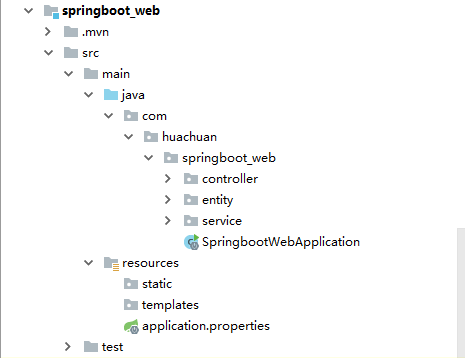 springboot_web
.mvn
src
main
java
com
huachuan
springboot_web
controller
entity
service
SpringbootWebApplication
resources
static
templates
application.properties
test